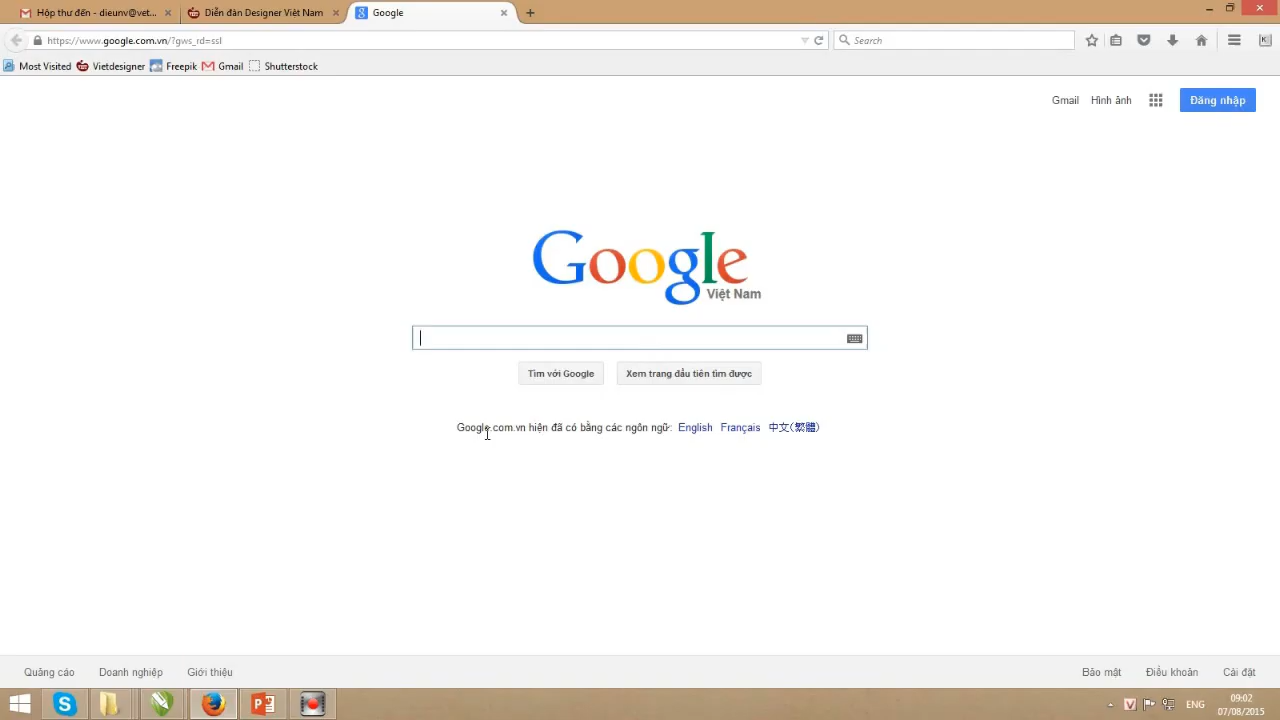 Hộp thư đến - dieunv@vet...
Diễn đàn Designer Việt Nam
Google
https://www.google.com.vn/?gws_rd=ssl
Search
Most Visited
Vietdesigner
Freepik
Gmail
Shutterstock
Gmail
Hình ảnh
Đăng nhập
Google
Việt Nam
Tìm với Google
Xem trang đầu tiên tìm được
Google.com.vn hiện đã có bằng các ngôn ngữ: English Français 中文(繁體)
Quảng cáo
Doanh nghiệp
Giới thiệu
Bảo mật
Điều khoản
Cài đặt
ENG
09:02
07/08/2015